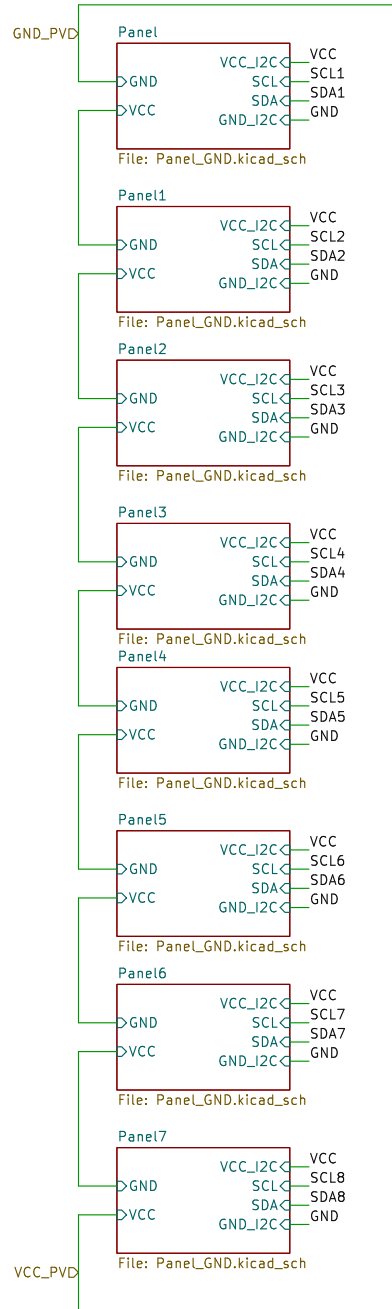 GND_PV
Panel
VCC_I2C VCC
GND SCL SCL1
SDA SDA1
VCC GND_I2C GND
File: Panel_GND.kicad_sch
Panel1
VCC_I2C VCC
GND SCL SCL2
SDA SDA2
VCC GND_I2C GND
File: Panel_GND.kicad_sch
Panel2
VCC_I2C VCC
GND SCL SCL3
SDA SDA3
VCC GND_I2C GND
File: Panel_GND.kicad_sch
Panel3
VCC_I2C VCC
GND SCL SCL4
SDA SDA4
VCC GND_I2C GND
File: Panel_GND.kicad_sch
Panel4
VCC_I2C VCC
GND SCL SCL5
SDA SDA5
VCC GND_I2C GND
File: Panel_GND.kicad_sch
Panel5
VCC_I2C VCC
GND SCL SCL6
SDA SDA6
VCC GND_I2C GND
File: Panel_GND.kicad_sch
Panel6
VCC_I2C VCC
GND SCL SCL7
SDA SDA7
VCC GND_I2C GND
File: Panel_GND.kicad_sch
Panel7
VCC_I2C VCC
GND SCL SCL8
SDA SDA8
VCC GND_I2C GND
File: Panel_GND.kicad_sch
VCC_PV